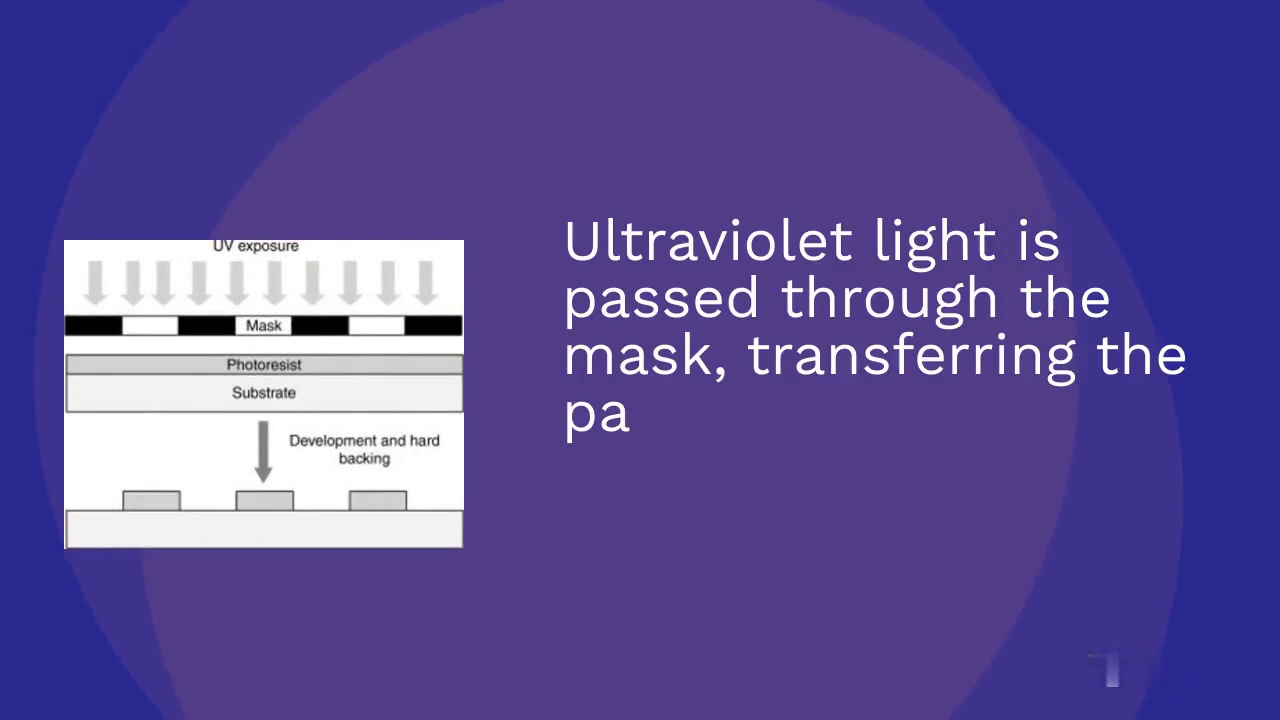 UV exposure
Mask
Photoresist
Substrate
Development and hard
backing
Ultraviolet light is
passed through the
mask, transferring the
pa